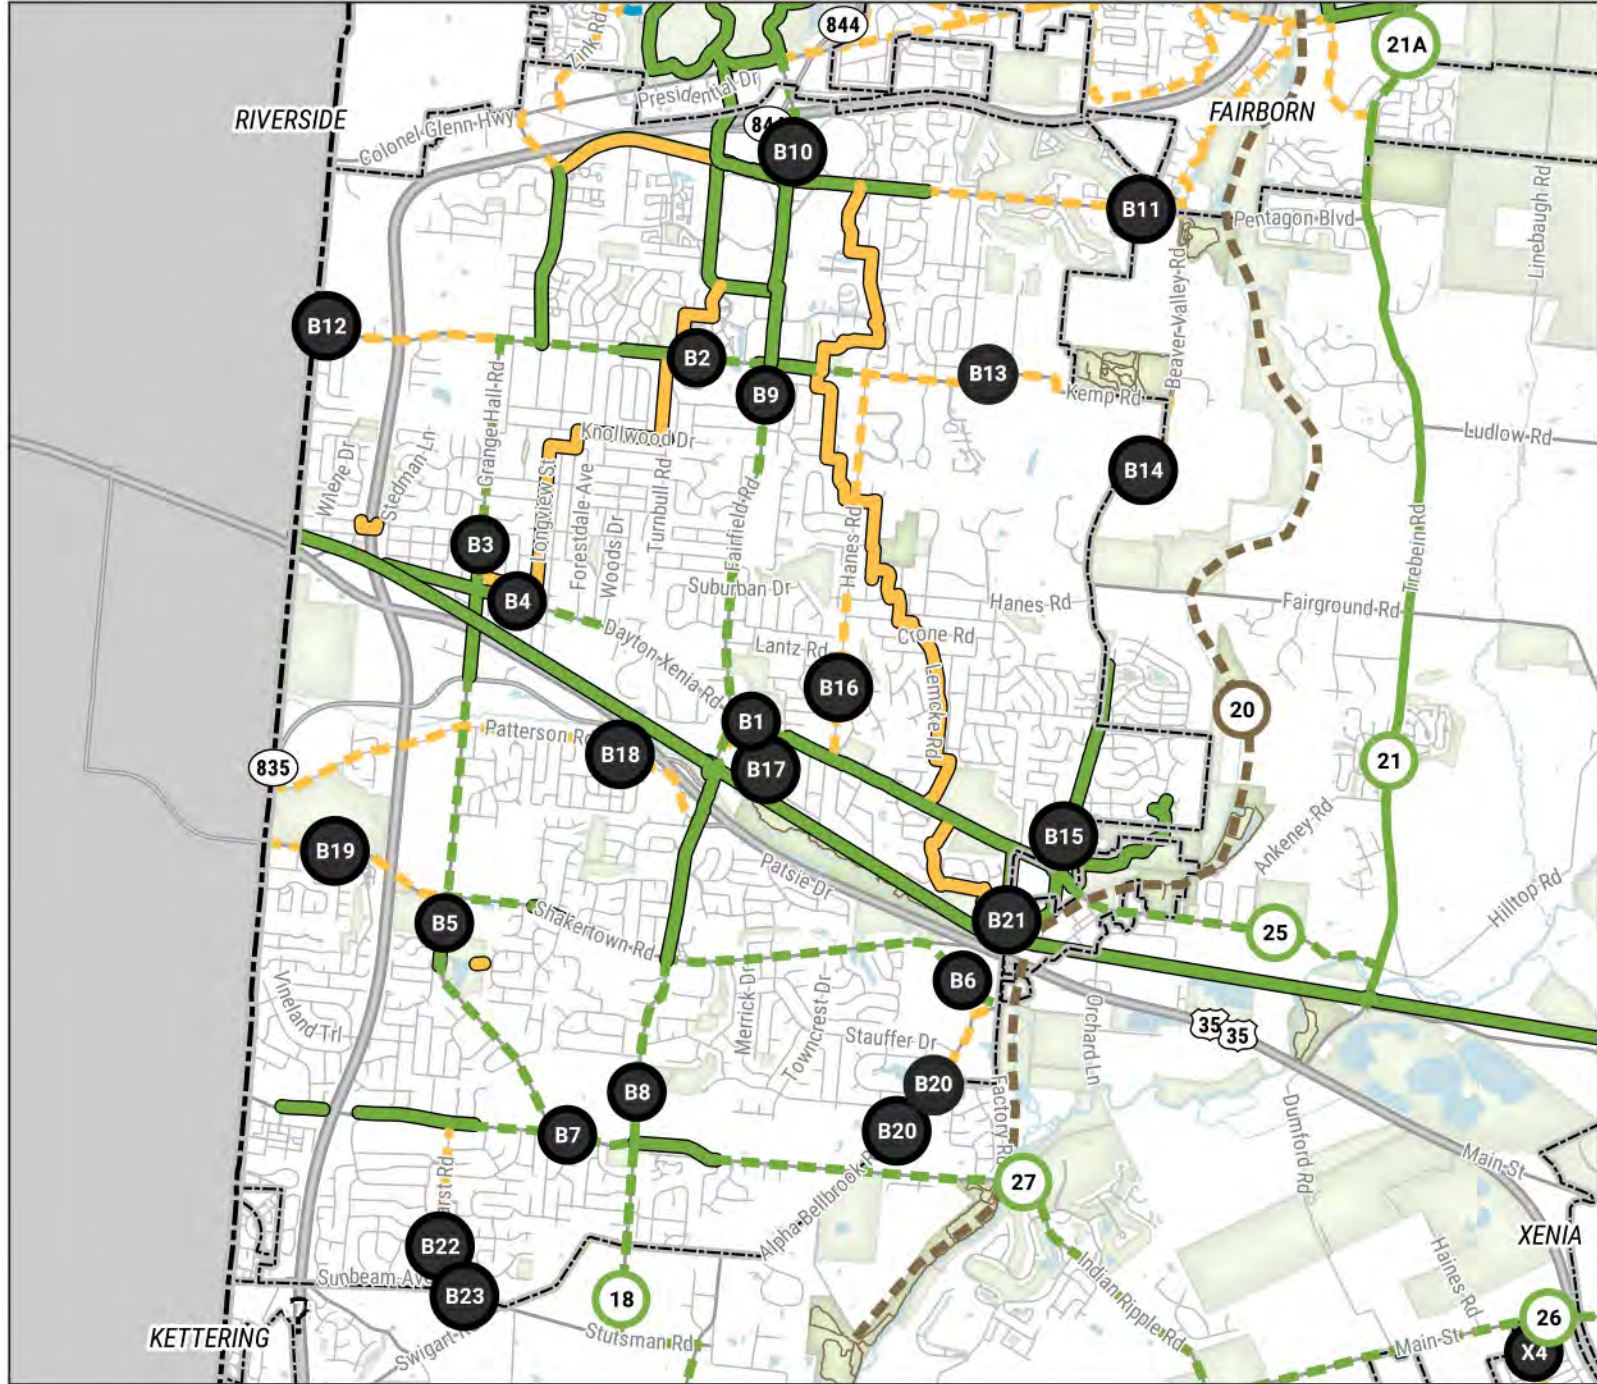 844
21A
Zink Rd
Presidential Dr
FAIRBORN
RIVERSIDE
Colonel Glenn Hwy
B10
B11
Pentagon Blvd
Linebaugh Rd
Beaver-Valley-Rd
B12
B2
B13
B9
Kemp Rd
Grange-Hall-Rd
Knollwood Dr
Ludlow-Rd
Wilene Dr
Stedman Ln
B14
Longview St
Forestdale-Ave
Woods Dr
Turnbull-Rd
Fairfield-Rd
Hanes-Rd
B3
B4
Suburban Dr
Hanes-Rd
Fairground-Rd
Crone Rd
Dayton-Xenia-Rd
Lantz-Rd
Lemcke-Rd
B16
20
B1
Patterson
B18
B17
835
21
B15
B19
Ankeney-Rd
Patsie Dr
Hilltop Rd
B5
Shakertown Rd
B21
25
B6
Vineland Trl
Merrick-Dr
Towncrest-Dr
Orchard-Ln
35
35
Stauffer Dr
B8
B20
B20
Factory-Rd
Dumford-Rd
B7
Main-St
27
Alpha-Bellbrook
B22
Sunbeam-Ave
B23
18
Indian-Ripple-Rd
Haines-Rd
XENIA
26
KETTERING
Swigart
Stutsman Rd
Main-St
X4